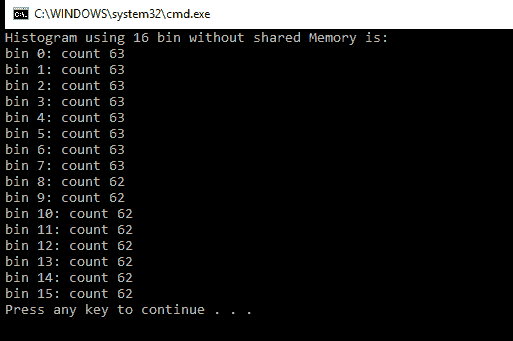 C:\WINDOWS\system32\cmd.exe
Histogram using 16 bin without shared Memory is:
bin 0: count 63
bin 1: count 63
bin 2: count 63
bin 3: count 63
bin 4: count 63
bin 5: count 63
bin 6: count 63
bin 7: count 63
bin 8: count 62
bin 9: count 62
bin 10: count 62
bin 11: count 62
bin 12: count 62
bin 13: count 62
bin 14: count 62
bin 15: count 62
Press any key to continue . . .